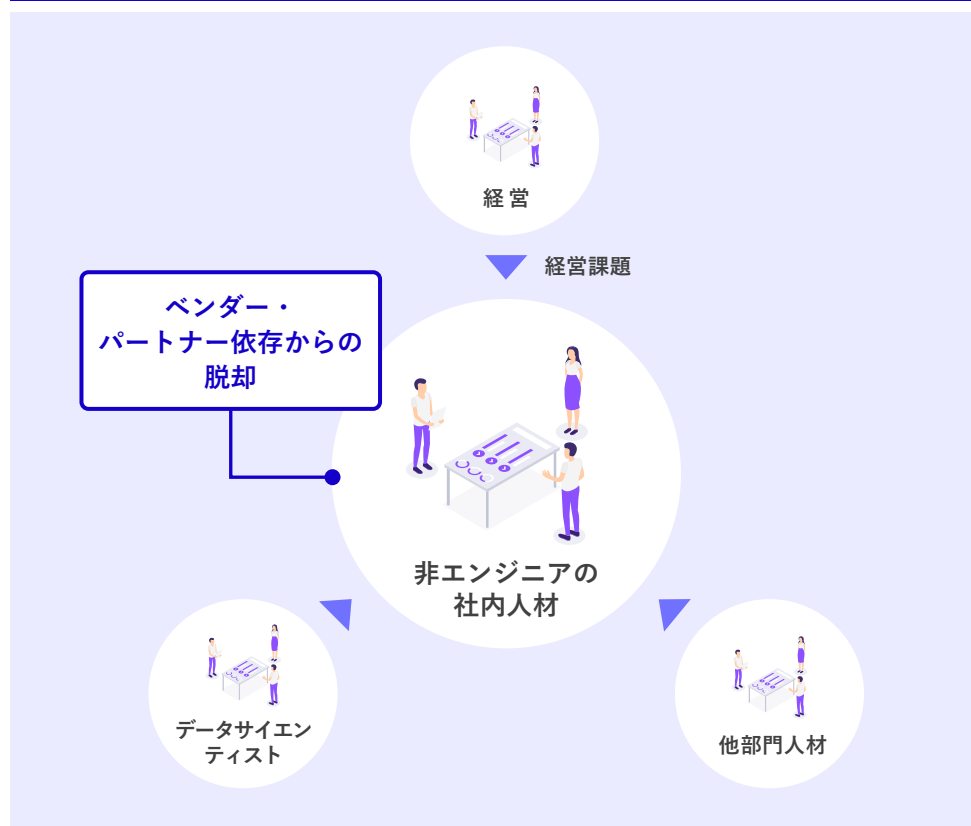 経営
経営課題
ベンダー・
パートナー依存からの
脱却
非エンジニアの
社内人材
データサイエン
ティスト
他部門人材